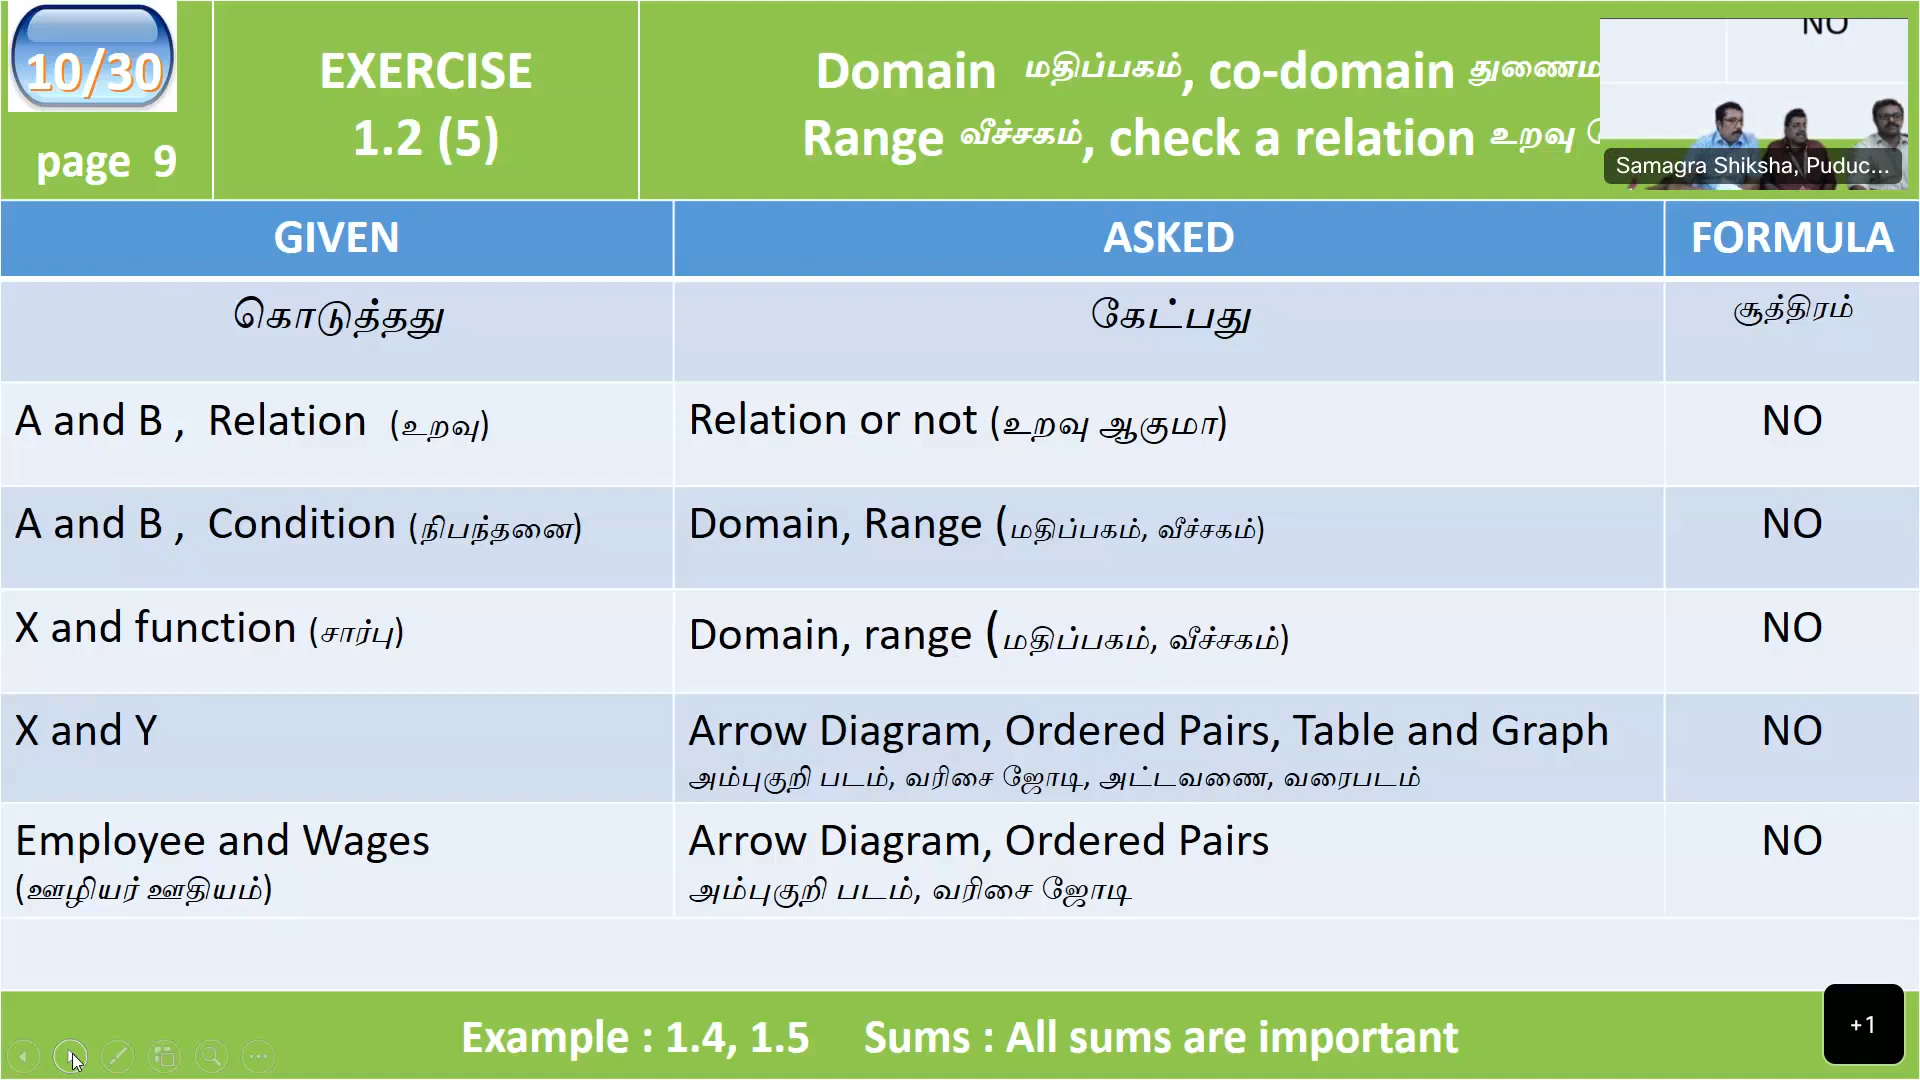 10/30
page 9
EXERCISE
1.2 (5)
Domain மதிப்பகம், co-domain
Range வீச்சகம், check a relation உறவு
NO
Samagra Shiksha, Puduc...
GIVEN ASKED FORMULA
கொடுத்தது கேட்பது சூத்திரம்
A and B , Relation (உறவு) Relation or not (உறவு ஆகுமா) NO
A and B , Condition (நிபந்தனை) Domain, Range (மதிப்பகம், வீச்சகம்) NO
X and function (சார்பு) Domain, range (மதிப்பகம், வீச்சகம்) NO
X and Y Arrow Diagram, Ordered Pairs, Table and Graph NO
அம்புகுறி படம், வரிசை ஜோடி, அட்டவணை, வரைபடம்
Employee and Wages Arrow Diagram, Ordered Pairs NO
(ஊழியர் ஊதியம்) அம்புகுறி படம், வரிசை ஜோடி
Example : 1.4, 1.5 Sums : All sums are important
+1